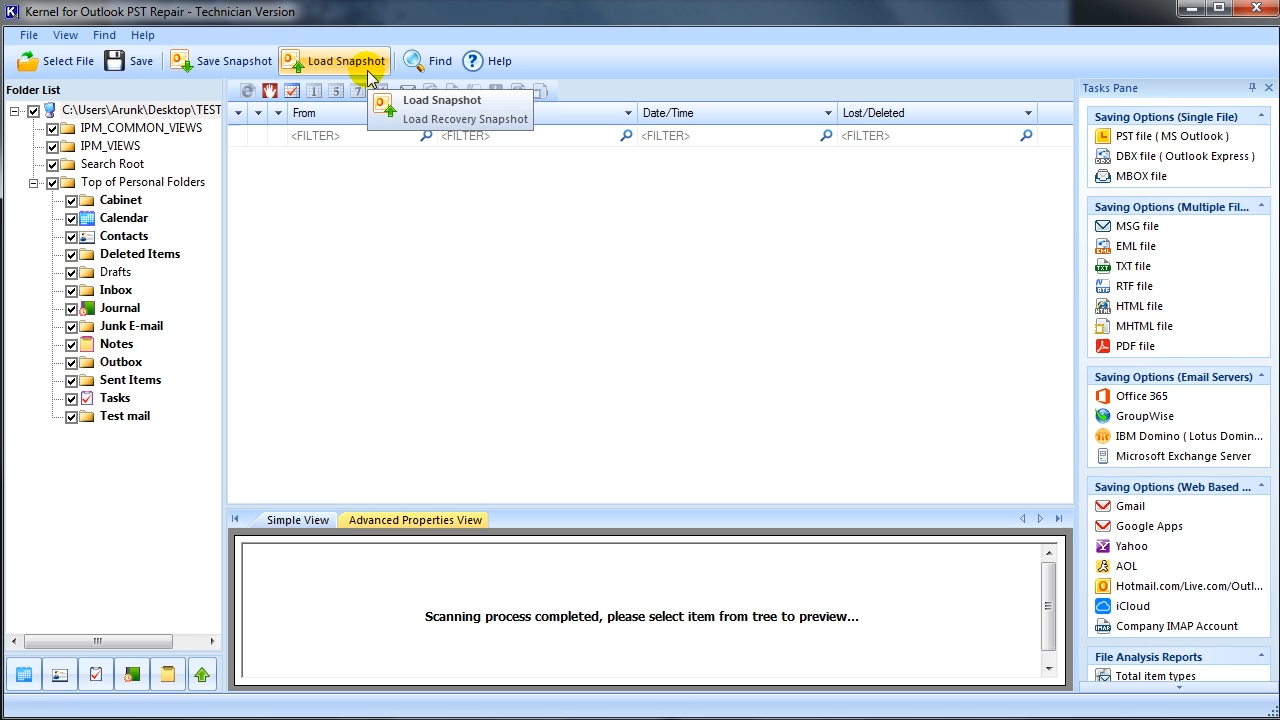 Kernel for Outlook PST Repair - Technician Version
File View Find Help
Select File Save Save Snapshot Load Snapshot Find Help
Folder List
C:\Users\Arunk\Desktop\TEST
IPM_COMMON_VIEWS
IPM_VIEWS
Search Root
Top of Personal Folders
Cabinet
Calendar
Contacts
Deleted Items
Drafts
Inbox
Journal
Junk E-mail
Notes
Outbox
Sent Items
Tasks
Test mail
1 5 7
Load Snapshot
Load Recovery Snapshot
From Date/Time Lost/Deleted
<FILTER> <FILTER> <FILTER> <FILTER>
Simple View Advanced Properties View
Scanning process completed, please select item from tree to preview...
Tasks Pane
Saving Options (Single File)
PST file ( MS Outlook )
DBX file ( Outlook Express )
MBOX file
Saving Options (Multiple Fil...
MSG file
EML file
TXT file
RTF file
HTML file
MHTML file
PDF file
Saving Options (Email Servers)
Office 365
GroupWise
IBM Domino ( Lotus Domin...
Microsoft Exchange Server
Saving Options (Web Based ...
Gmail
Google Apps
Yahoo
AOL
Hotmail.com/Live.com/Outl...
iCloud
Company IMAP Account
File Analysis Reports
Total item types